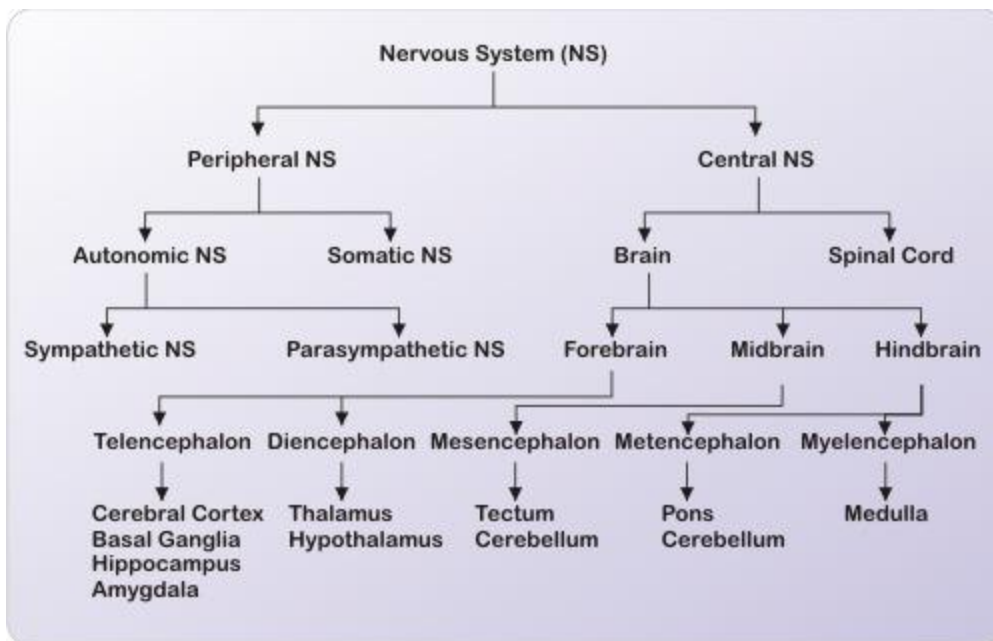 Nervous System (NS)
Peripheral NS
Central NS
Autonomic NS
Somatic NS
Brain
Spinal Cord
Sympathetic NS
Parasympathetic NS
Forebrain
Midbrain
Hindbrain
Telencephalon
Diencephalon
Mesencephalon
Metencephalon
Myelencephalon
Cerebral Cortex
Basal Ganglia
Hippocampus
Amygdala
Thalamus
Hypothalamus
Tectum
Cerebellum
Pons
Cerebellum
Medulla